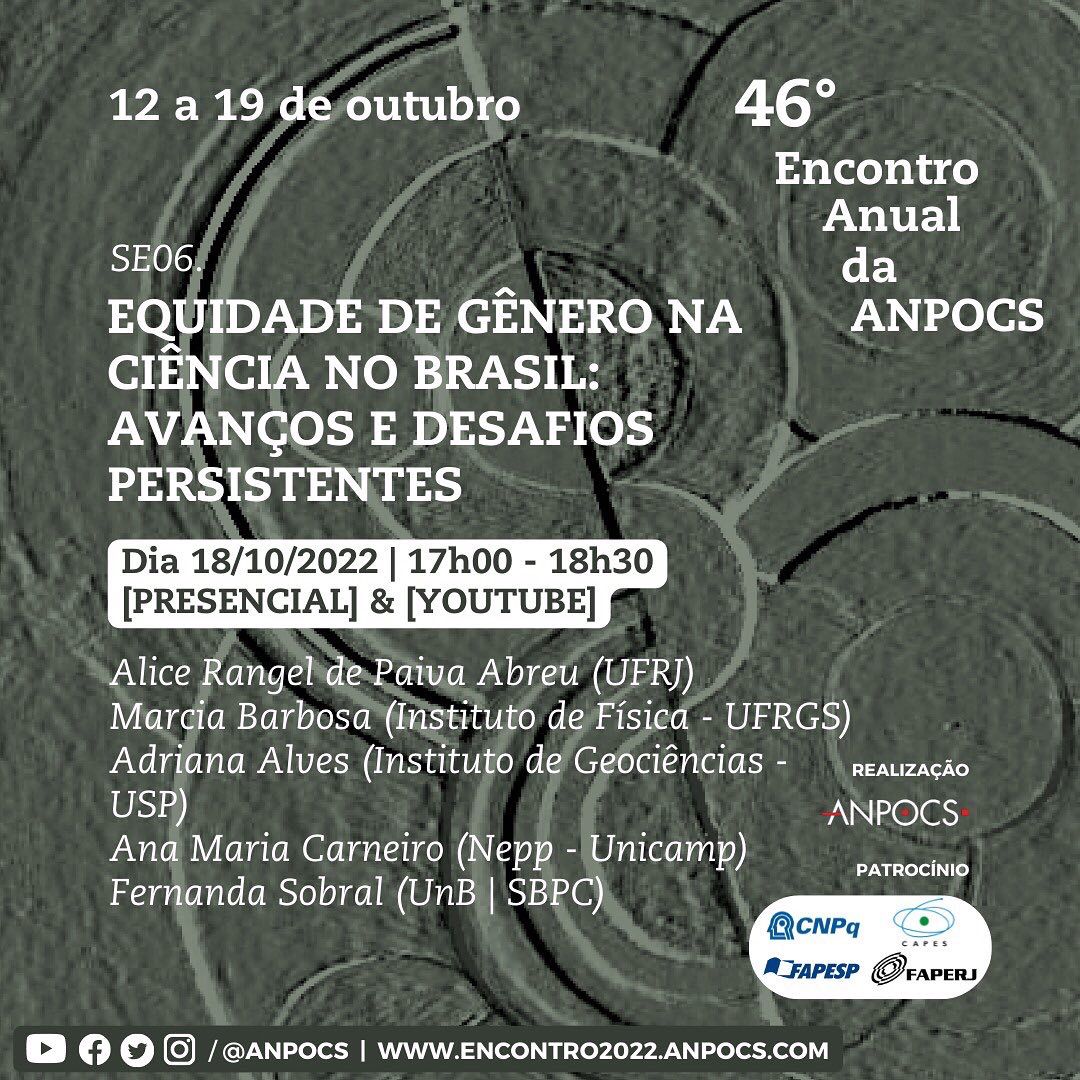 12 a 19 de outubro
46°
Encontro
Anual
da
ANPOCS
SE06.
EQUIDADE DE GÊNERO NA
CIÊNCIA NO BRASIL:
AVANÇOS E DESAFIOS
PERSISTENTES
Dia 18/10/2022 | 17h00 - 18h30
[PRESENCIAL] & [YOUTUBE]
Alice Rangel de Paiva Abreu (UFRJ)
Marcia Barbosa (Instituto de Física - UFRGS)
Adriana Alves (Instituto de Geociências -
USP)
Ana Maria Carneiro (Nepp - Unicamp)
Fernanda Sobral (UnB | SBPC)
REALIZAÇÃO
ANPOCS
PATROCÍNIO
CNPq
CAPES
FAPESP
FAPERJ
/@ANPOCS | WWW.ENCONTRO2022.ANPOCS.COM